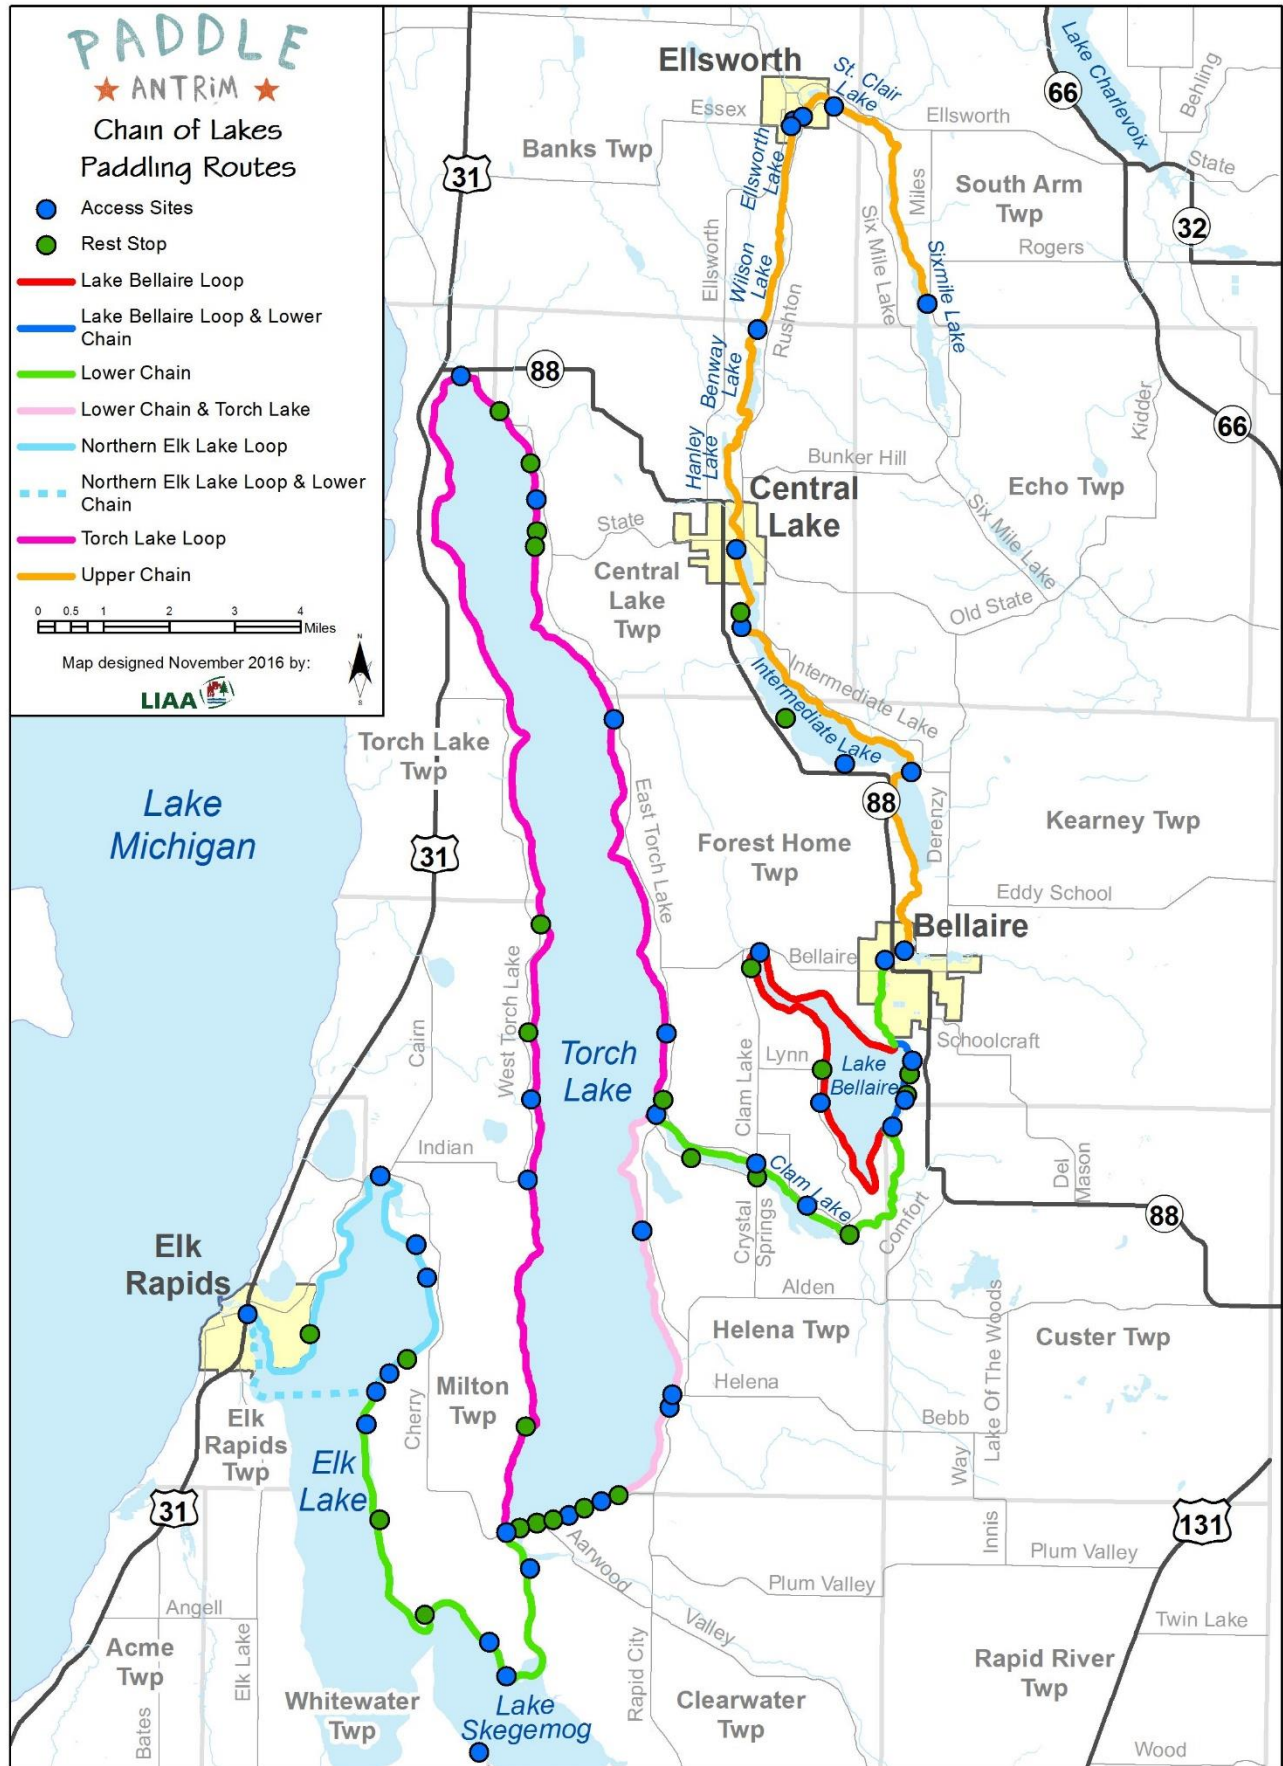 PADDLE
ANTRIM
Chain of Lakes
Paddling Routes
Access Sites
Rest Stop
Lake Bellaire Loop
Lake Bellaire Loop & Lower
Chain
Lower Chain
Lower Chain & Torch Lake
Northern Elk Lake Loop
Northern Elk Lake Loop & Lower
Chain
Torch Lake Loop
Upper Chain
0 0.5 1 2 3 4
Miles
Map designed November 2016 by:
N
S
LIAA
Ellsworth
St. Clair
Lake
Essex
Ellsworth
66
Lake Charlevoix
Behling
State
32
Banks Twp
31
Ellsworth
Lake
Miles
South Arm
Twp
Rogers
Ellsworth
Wilson
Lake
Rushton
Six Mile Lake
Sixmile Lake
88
Benway
Lake
Kidder
66
Hanley
Lake
Bunker Hill
Central
Lake
Echo Twp
State
Six Mile Lake
Central
Lake
Twp
Old State
Intermediate Lake
Intermediate Lake
Torch Lake
Twp
Lake
Michigan
31
East Torch Lake
88
Derenzy
Kearney Twp
Forest Home
Twp
Eddy School
Bellaire
Bellaire
West Torch Lake
Cairn
Torch
Lake
Lynn
Clam Lake
Lake
Bellaire
Schoolcraft
Indian
Clam Lake
Del
Mason
Crystal
Springs
Comfort
88
Elk
Rapids
Alden
Lake Of The Woods
Helena Twp
Custer Twp
Milton
Twp
Helena
Cherry
Elk
Rapids
Twp
Bebb
Way
Elk
Lake
31
131
Innis
Aarwood
Plum Valley
Plum Valley
Angell
Valley
Twin Lake
Acme
Twp
Elk Lake
Rapid City
Rapid River
Twp
Whitewater
Twp
Lake
Skegemog
Clearwater
Twp
Bates
Wood